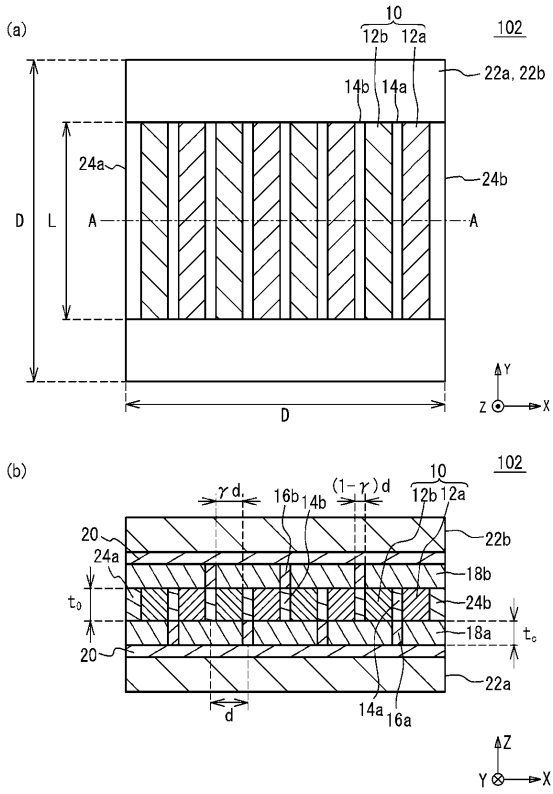 (a)
10
102
12b 12a
22a, 22b
14b 14a
24a
24b
D
L
A
A
Y
Z
X
D
(b)
102
10
γd
16b
14b
(1-γ)d
12b
12a
20
24a
22b
18b
t₀
24b
18a
tc
20
d
14a
16a
22a
Z
Y
X